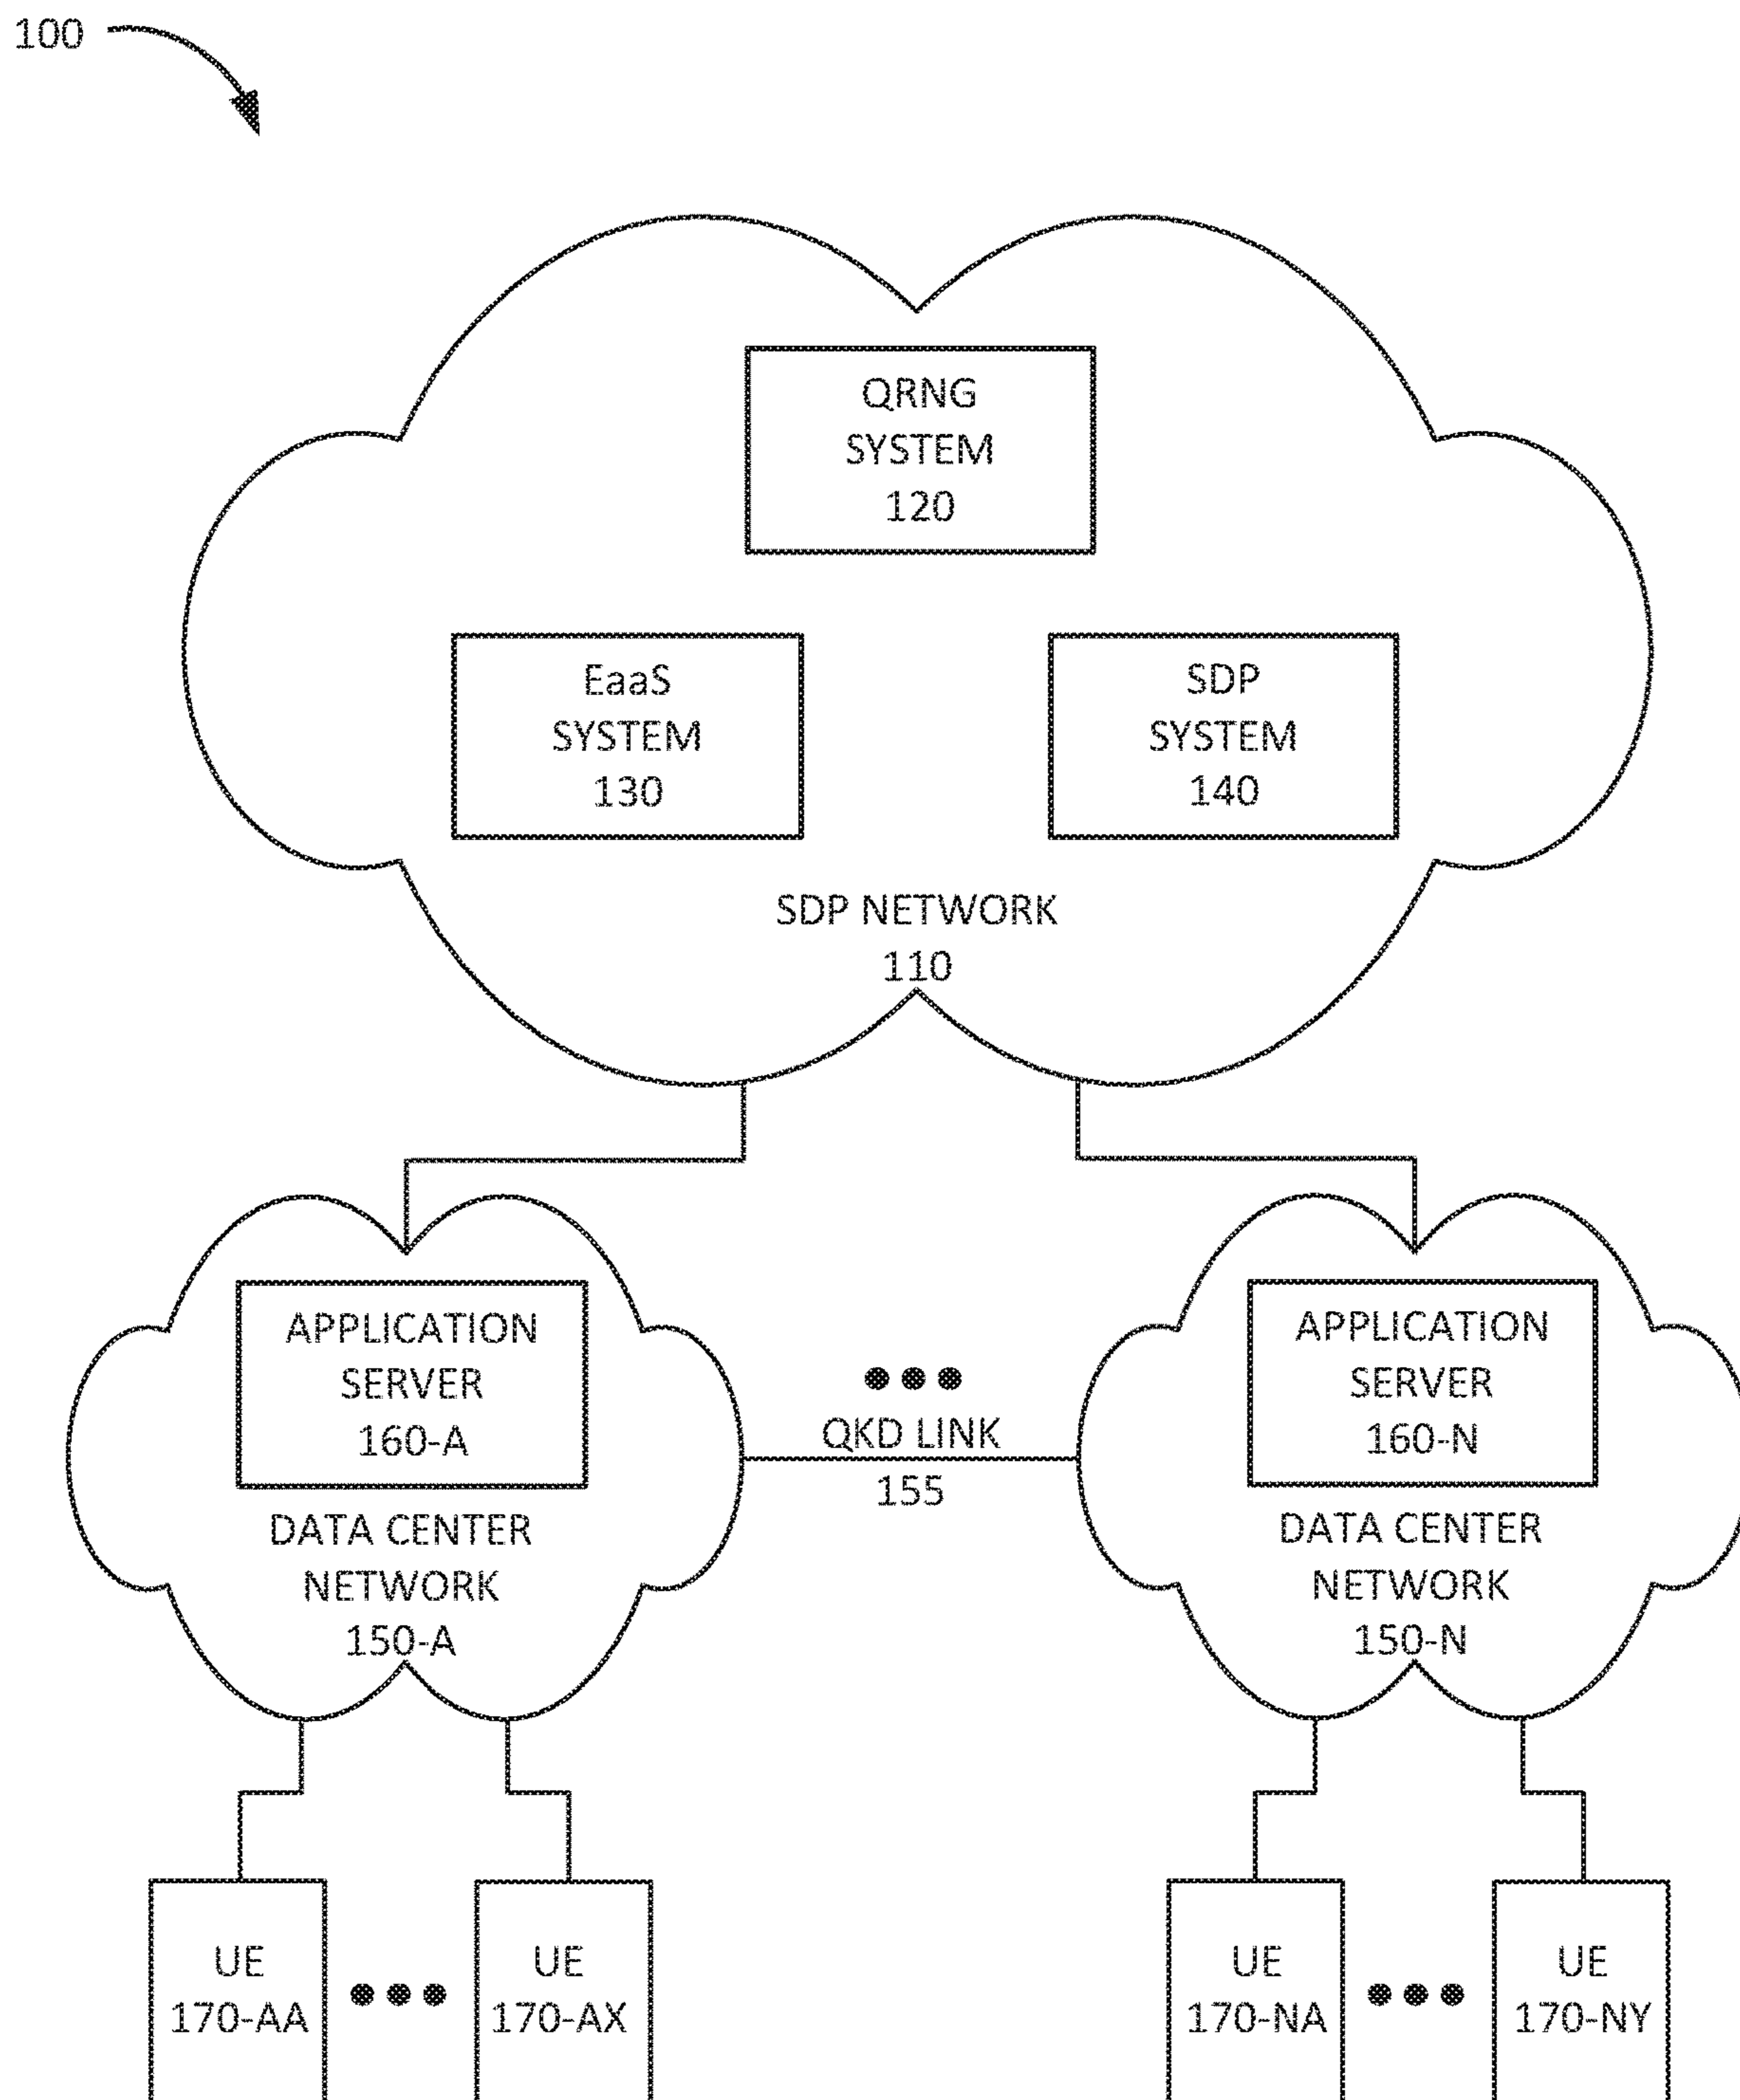 100
QRNG
SYSTEM
120
EaaS
SYSTEM
130
SDP
SYSTEM
140
SDP NETWORK
110
APPLICATION
SERVER
160-A
DATA CENTER
NETWORK
150-A
QKD LINK
155
APPLICATION
SERVER
160-N
DATA CENTER
NETWORK
150-N
UE
170-AA
UE
170-AX
UE
170-NA
UE
170-NY